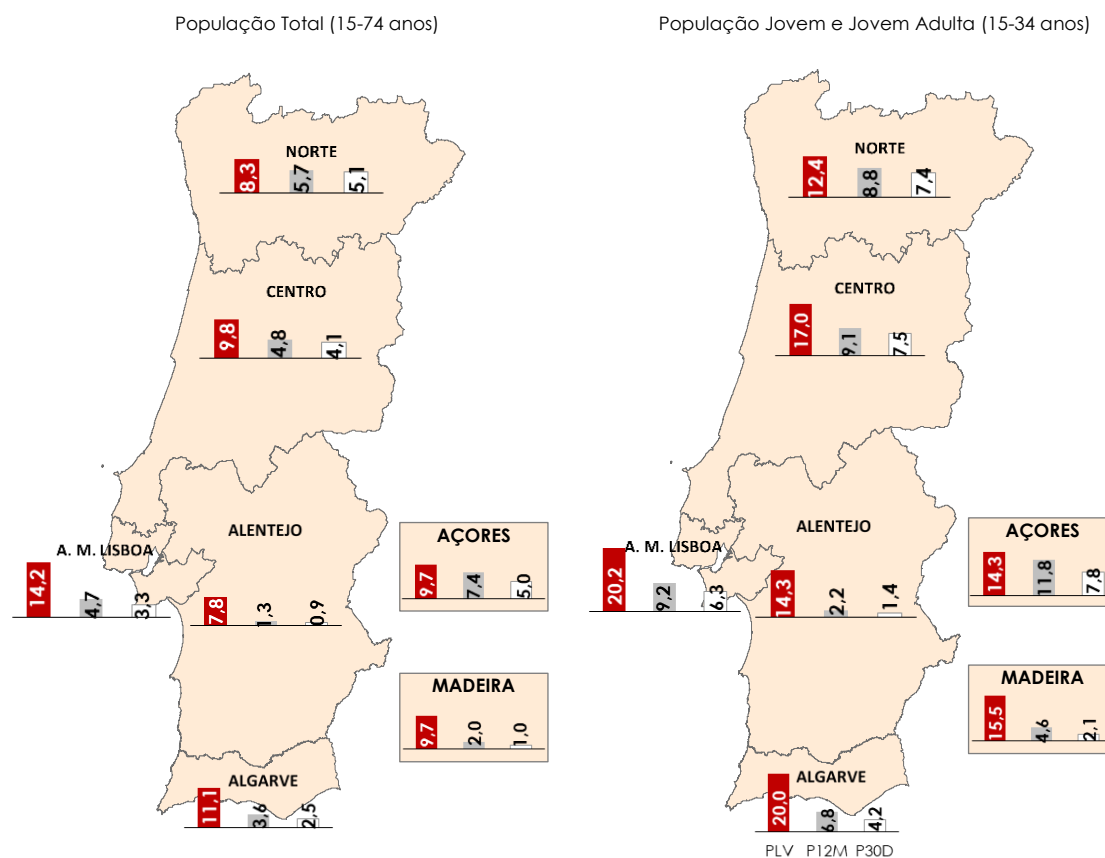 População Total (15-74 anos)
NORTE
8,3 5,7 5,1
CENTRO
9,8 4,8 4,1
A. M. LISBOA
14,2 4,7 3,3
ALENTEJO
7,8 1,3 0,9
AÇORES
9,7 7,4 5,0
MADEIRA
9,7 2,0 1,0
ALGARVE
11,1 3,6 2,5
População Jovem e Jovem Adulta (15-34 anos)
NORTE
12,4 8,8 7,4
CENTRO
17,0 9,1 7,5
A. M. LISBOA
20,2 9,2 6,3
ALENTEJO
14,3 2,2 1,4
AÇORES
14,3 11,8 7,8
MADEIRA
15,5 4,6 2,1
ALGARVE
20,0 6,8 4,2
PLV P12M P30D